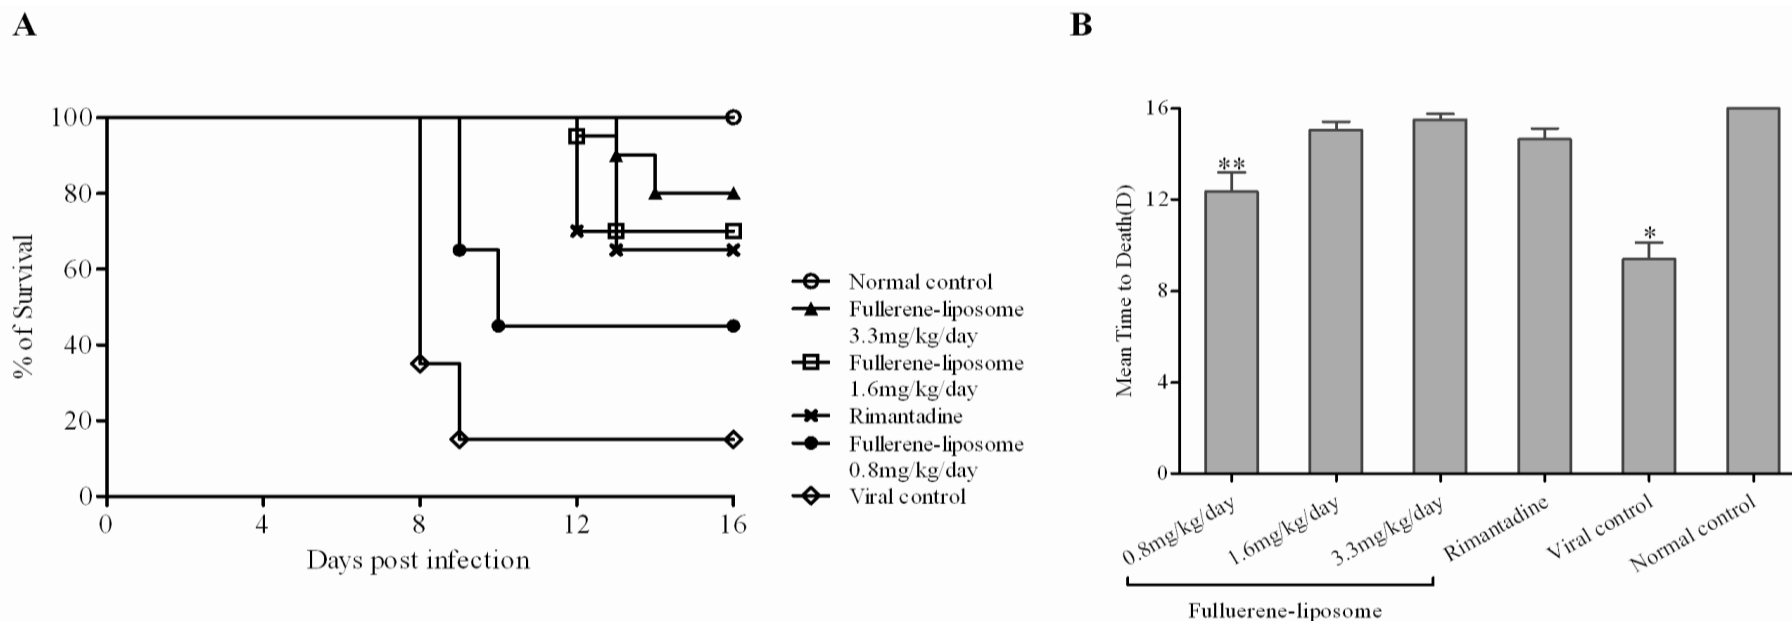 A
B
% of Survival
100
80
60
40
20
0
0 4 8 12 16
Days post infection
Normal control
Fullerene-liposome
3.3mg/kg/day
Fullerene-liposome
1.6mg/kg/day
Rimantadine
Fullerene-liposome
0.8mg/kg/day
Viral control
Mean Time to Death(D)
16
12
8
4
0
**
*
0.8mg/kg/day
1.6mg/kg/day
3.3mg/kg/day
Rimantadine
Viral control
Normal control
Fulluerene-liposome